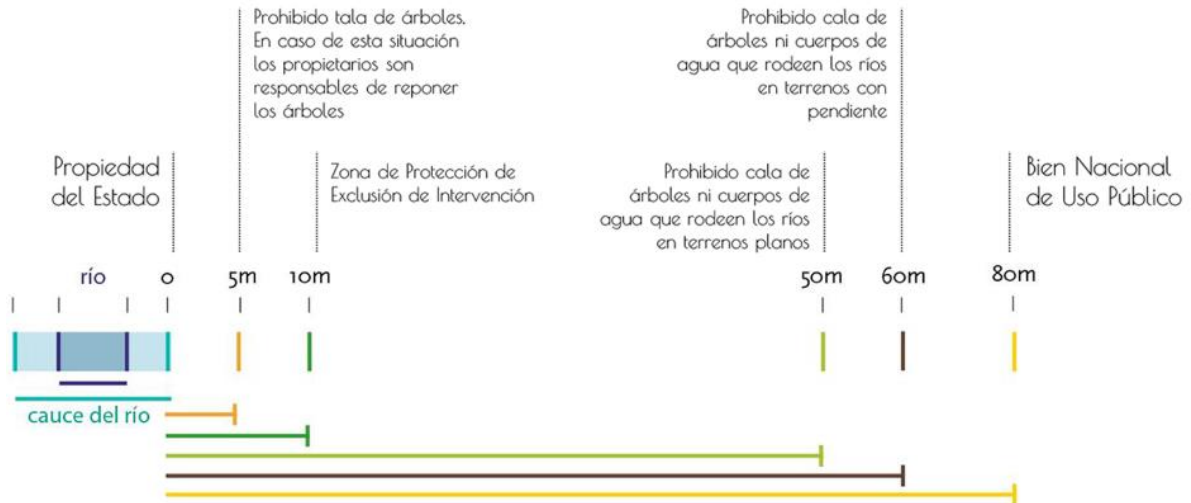 Prohibido tala de árboles.
En caso de esta situación
los propietarios son
responsables de reponer
los árboles
Prohibido cala de
árboles ni cuerpos de
agua que rodeen los ríos
en terrenos con
pendiente
Propiedad
del Estado
Zona de Protección de
Exclusión de Intervención
Prohibido cala de
árboles ni cuerpos de
agua que rodeen los ríos
en terrenos planos
Bien Nacional
de Uso Público
río
0
5m
10m
50m
60m
80m
cauce del río